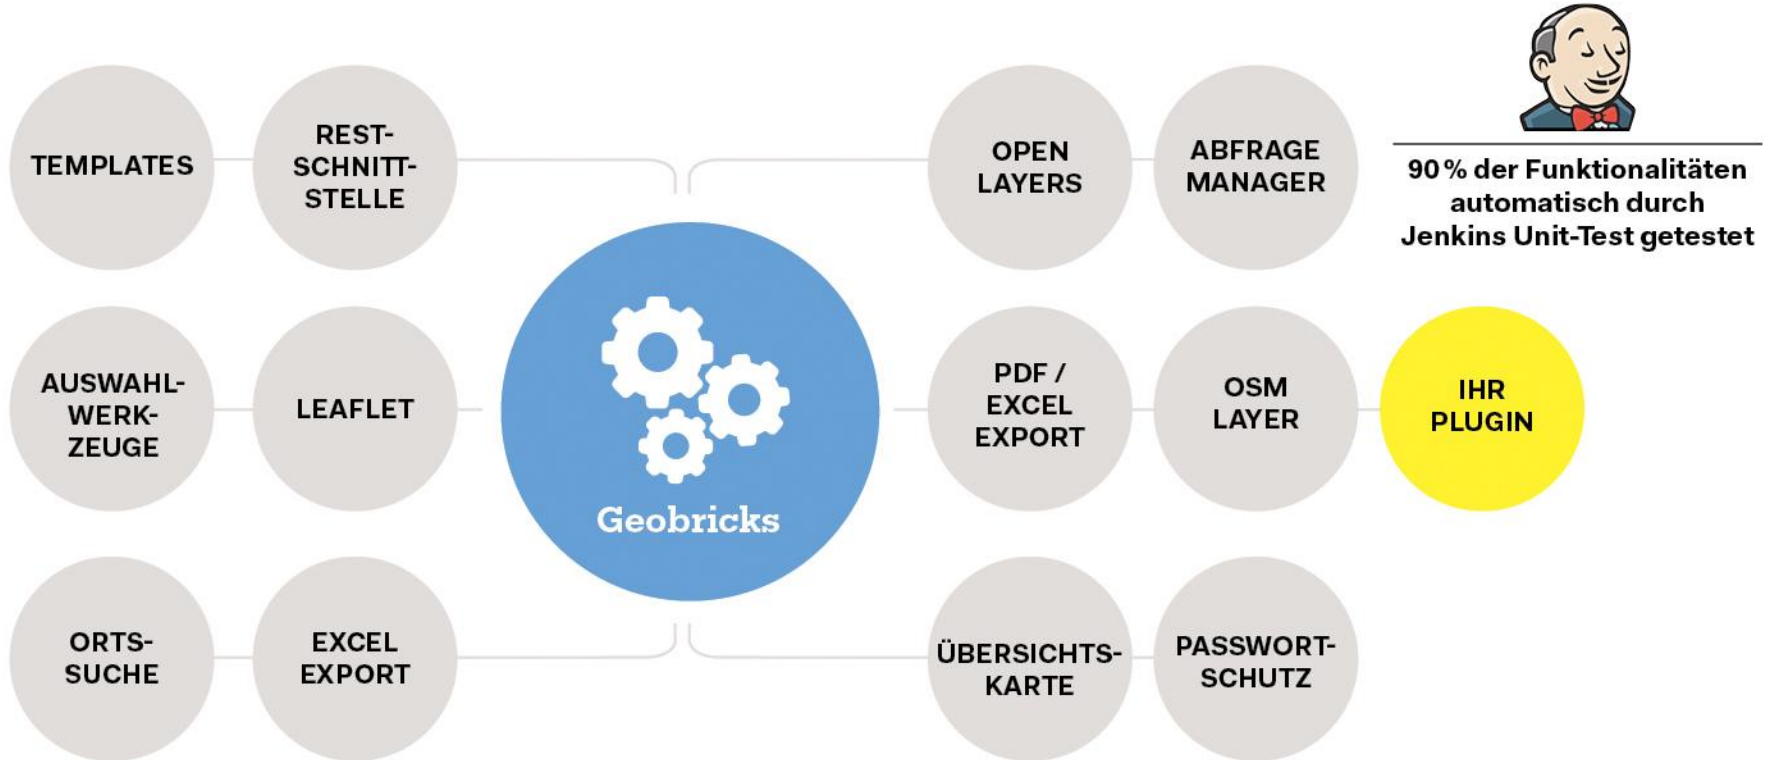 TEMPLATES
REST-
SCHNITT-
STELLE
OPEN
LAYERS
ABFRAGE
MANAGER
90 % der Funktionalitäten
automatisch durch
Jenkins Unit-Test getestet
AUSWAHL-
WERK-
ZEUGE
LEAFLET
Geobricks
PDF /
EXCEL
EXPORT
OSM
LAYER
IHR
PLUGIN
ORTS-
SUCHE
EXCEL
EXPORT
ÜBERSICHTS-
KARTE
PASSWORT-
SCHUTZ